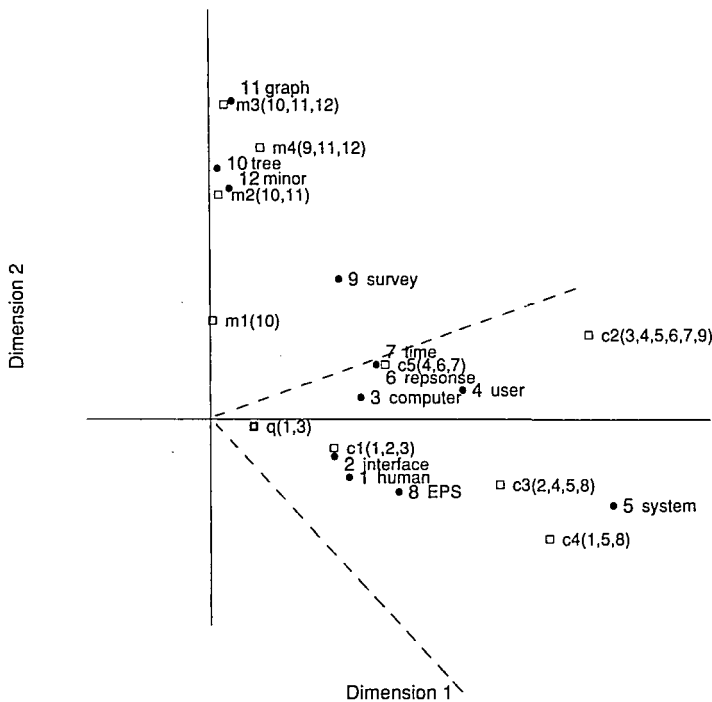 11 graph
m3(10,11,12)
m4(9,11,12)
10 tree
12 minor
m2(10,11)
9 survey
Dimension 2
m1(10)
c2(3,4,5,6,7,9)
7 time
c5(4,6,7)
6 repsonse
4 user
3 computer
q(1,3)
c1(1,2,3)
2 interface
1 human
c3(2,4,5,8)
8 EPS
5 system
c4(1,5,8)
Dimension 1